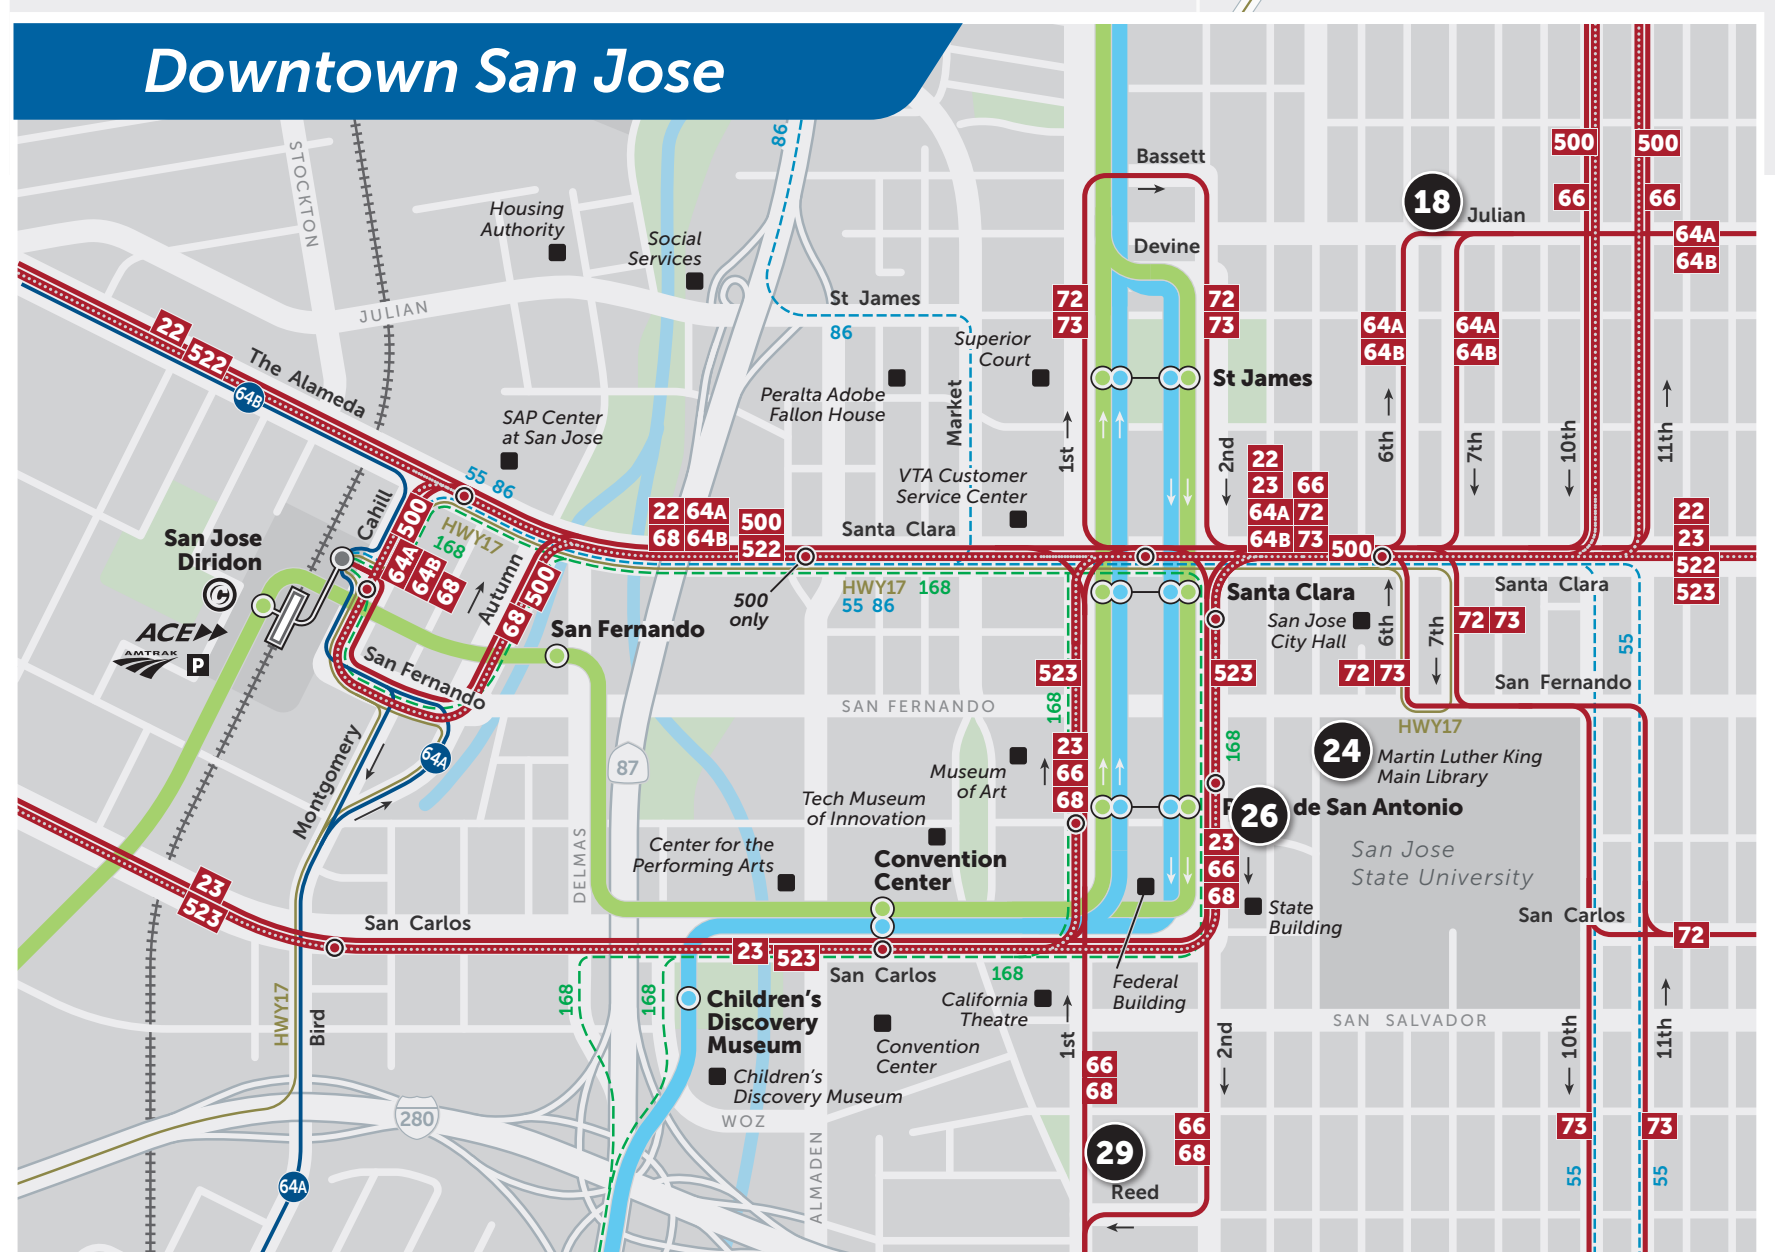 Downtown San Jose
86
Bassett
500
500
66
66
18
Julian
STOCKTON
Housing
Authority
Social
Services
Devine
64A
64B
JULIAN
St James
86
72
73
72
73
64A
64B
64A
64B
22
522
The Alameda
64B
Superior
Court
Peralta Adobe
Fallon House
Market
St James
SAP Center
at San Jose
1st
2nd
6th
7th
10th
11th
55 86
VTA Customer
Service Center
22
23
66
64A
72
64B
73
500
San Jose
Diridon
Cahill
500
64A
64B
68
HWY17
168
Autumn
22
64A
68
64B
500
522
Santa Clara
22
23
522
523
HWY17
168
55 86
500
only
Santa Clara
Santa Clara
San Jose
City Hall
6th
7th
72
73
55
C
ACE
AMTRAK
P
500
68
San Fernando
San Fernando
523
523
72
73
San Fernando
SAN FERNANDO
168
HWY17
168
24
Martin Luther King
Main Library
Montgomery
64A
87
23
66
68
Museum
of Art
Tech Museum
of Innovation
26
de San Antonio
Center for the
Performing Arts
Convention
Center
DELMAS
23
66
68
San Jose
State University
23
523
San Carlos
State
Building
San Carlos
72
23
523
San Carlos
168
Federal
Building
HWY17
Bird
168
168
Children's
Discovery
Museum
California
Theatre
Convention
Center
Children's
Discovery Museum
1st
2nd
SAN SALVADOR
10th
11th
66
68
280
WOZ
ALMADEN
66
68
73
73
29
Reed
64A
55
55